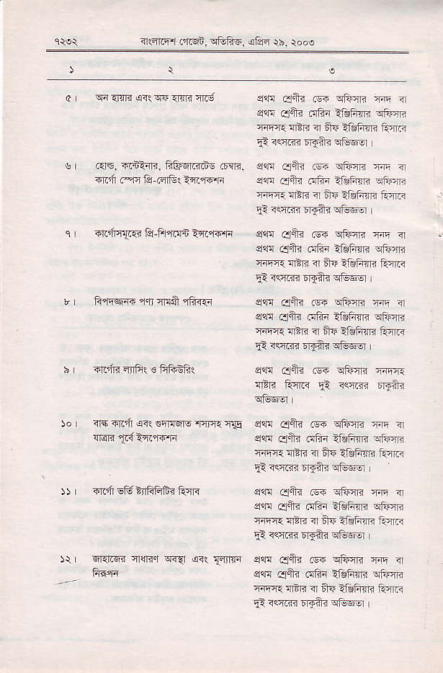 ৭২৩২ বাংলাদেশ গেজেট, অতিরিক্ত, এপ্রিল ২৯, ২০০৩
১ ২ ৩
৫। অন হায়ার এবং অফ হায়ার সার্ভে প্রথম শ্রেণীর ডেক অফিসার সনদ বা
প্রথম শ্রেণীর মেরিন ইঞ্জিনিয়ার অফিসার
সনদসহ মাষ্টার বা চীফ ইঞ্জিনিয়ার হিসাবে
দুই বৎসরের চাকুরীর অভিজ্ঞতা।
৬। হোল্ড, কন্টেইনার, রিফ্রিজারেটেড চেম্বার, প্রথম শ্রেণীর ডেক অফিসার সনদ বা
কার্গো স্পেস প্রি-লোডিং ইন্সপেকশন প্রথম শ্রেণীর মেরিন ইঞ্জিনিয়ার অফিসার
সনদসহ মাষ্টার বা চীফ ইঞ্জিনিয়ার হিসাবে
দুই বৎসরের চাকুরীর অভিজ্ঞতা।
৭। কার্গোসমূহের প্রি-শিপমেন্ট ইন্সপেকশন প্রথম শ্রেণীর ডেক অফিসার সনদ বা
প্রথম শ্রেণীর মেরিন ইঞ্জিনিয়ার অফিসার
সনদসহ মাষ্টার বা চীফ ইঞ্জিনিয়ার হিসাবে
দুই বৎসরের চাকুরীর অভিজ্ঞতা।
৮। বিপদজ্জনক পণ্য সামগ্রী পরিবহন প্রথম শ্রেণীর ডেক অফিসার সনদ বা
প্রথম শ্রেণীর মেরিন ইঞ্জিনিয়ার অফিসার
সনদসহ মাষ্টার বা চীফ ইঞ্জিনিয়ার হিসাবে
দুই বৎসরের চাকুরীর অভিজ্ঞতা।
৯। কার্গোর ল্যাসিং ও সিকিউরিং প্রথম শ্রেণীর ডেক অফিসার সনদসহ
মাষ্টার হিসাবে দুই বৎসরের চাকুরীর
অভিজ্ঞতা।
১০। বাল্ক কার্গো এবং গুদামজাত শস্যসহ সমুদ্র প্রথম শ্রেণীর ডেক অফিসার সনদ বা
যাত্রার পূর্বে ইন্সপেকশন প্রথম শ্রেণীর মেরিন ইঞ্জিনিয়ার অফিসার
সনদসহ মাষ্টার বা চীফ ইঞ্জিনিয়ার হিসাবে
দুই বৎসরের চাকুরীর অভিজ্ঞতা।
১১। কার্গো ভর্তি ষ্ট্যাবিলিটির হিসাব প্রথম শ্রেণীর ডেক অফিসার সনদ বা
প্রথম শ্রেণীর মেরিন ইঞ্জিনিয়ার অফিসার
সনদসহ মাষ্টার বা চীফ ইঞ্জিনিয়ার হিসাবে
দুই বৎসরের চাকুরীর অভিজ্ঞতা।
১২। জাহাজের সাধারণ অবস্থা এবং মূল্যায়ন প্রথম শ্রেণীর ডেক অফিসার সনদ বা
নিরূপন প্রথম শ্রেণীর মেরিন ইঞ্জিনিয়ার অফিসার
সনদসহ মাষ্টার বা চীফ ইঞ্জিনিয়ার হিসাবে
দুই বৎসরের চাকুরীর অভিজ্ঞতা।